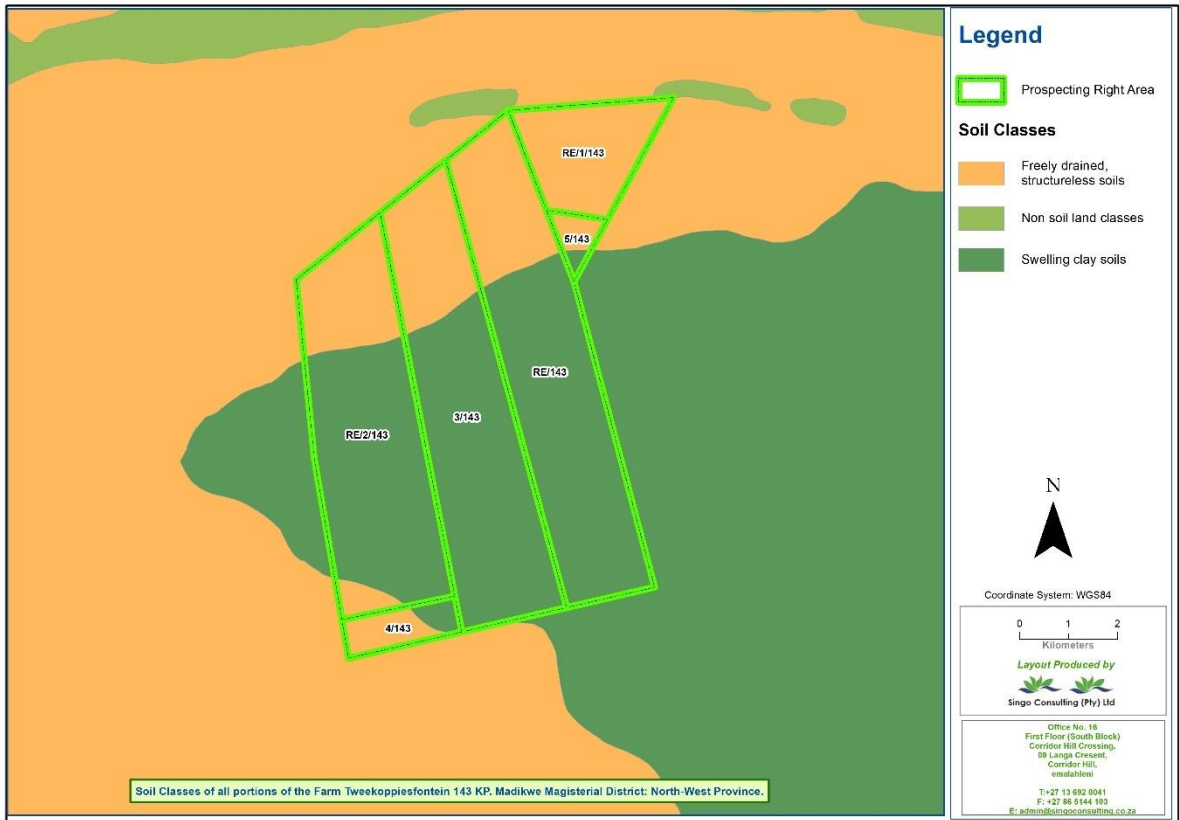 RE/1/143
5/143
RE/143
3/143
RE/2/143
4/143
Soil Classes of all portions of the Farm Tweekoppiesfontein 143 KP. Madikwe Magisterial District: North-West Province.
Legend
Prospecting Right Area
Soil Classes
Freely drained,
structureless soils
Non soil land classes
Swelling clay soils
N
Coordinate System: WGS84
0 1 2
Kilometers
Layout Produced by
Singo Consulting (Pty) Ltd
Office No. 16
First Floor (South Block)
Corridor Hill Crossing,
09 Langa Cresent,
Corridor Hill,
emalahleni
T:+27 13 692 0041
F: +27 86 5144 103
E: admin@singoconsulting.co.za